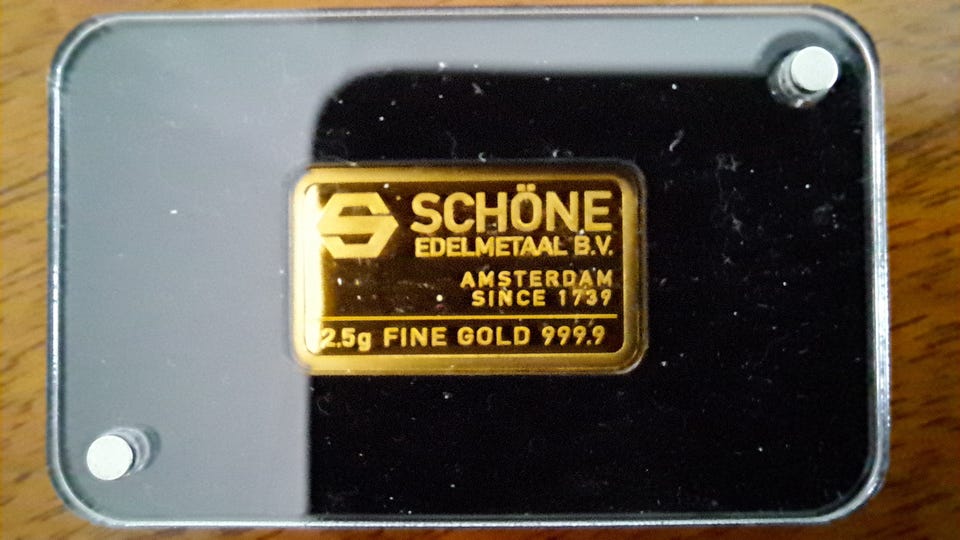 SCHÖNE
EDELMETAAL B.V.
AMSTERDAM
SINCE 1739
2.5g FINE GOLD 999.9